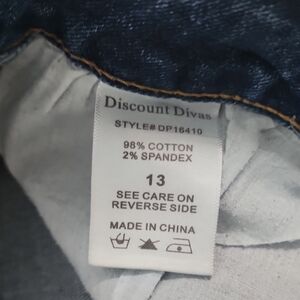 Discount Divas
STYLE# DP16410
98% COTTON
2% SPANDEX
13
SEE CARE ON
REVERSE SIDE
MADE IN CHINA